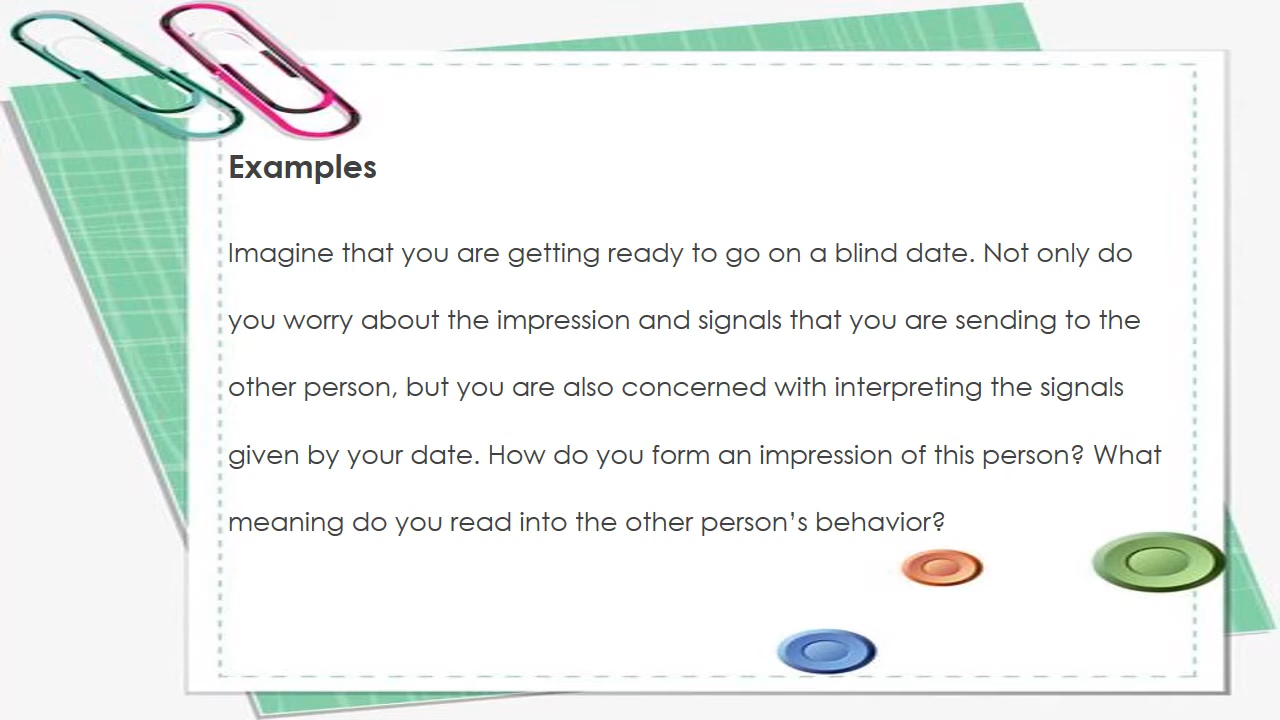 Examples
Imagine that you are getting ready to go on a blind date. Not only do
you worry about the impression and signals that you are sending to the
other person, but you are also concerned with interpreting the signals
given by your date. How do you form an impression of this person? What
meaning do you read into the other person’s behavior?